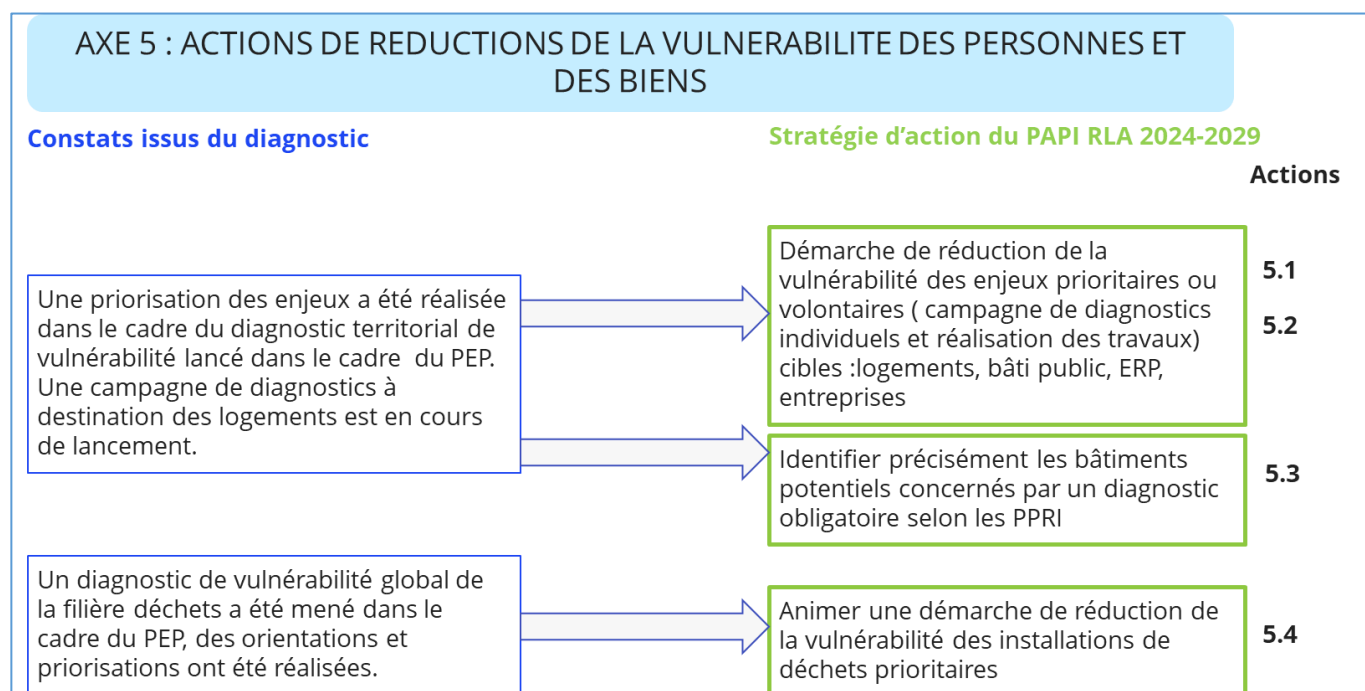 AXE 5 : ACTIONS DE REDUCTIONS DE LA VULNERABILITE DES PERSONNES ET
DES BIENS
Constats issus du diagnostic
Stratégie d'action du PAPI RLA 2024-2029
Actions
Une priorisation des enjeux a été réalisée
dans le cadre du diagnostic territorial de
vulnérabilité lancé dans le cadre du PEP.
Une campagne de diagnostics à
destination des logements est en cours
de lancement.
Démarche de réduction de la
vulnérabilité des enjeux prioritaires ou
volontaires ( campagne de diagnostics
individuels et réalisation des travaux)
cibles :logements, bâti public, ERP,
entreprises
5.1
5.2
Identifier précisément les bâtiments
potentiels concernés par un diagnostic
obligatoire selon les PPRI
5.3
Un diagnostic de vulnérabilité global de
la filière déchets a été mené dans le
cadre du PEP, des orientations et
priorisations ont été réalisées.
Animer une démarche de réduction de
la vulnérabilité des installations de
déchets prioritaires
5.4